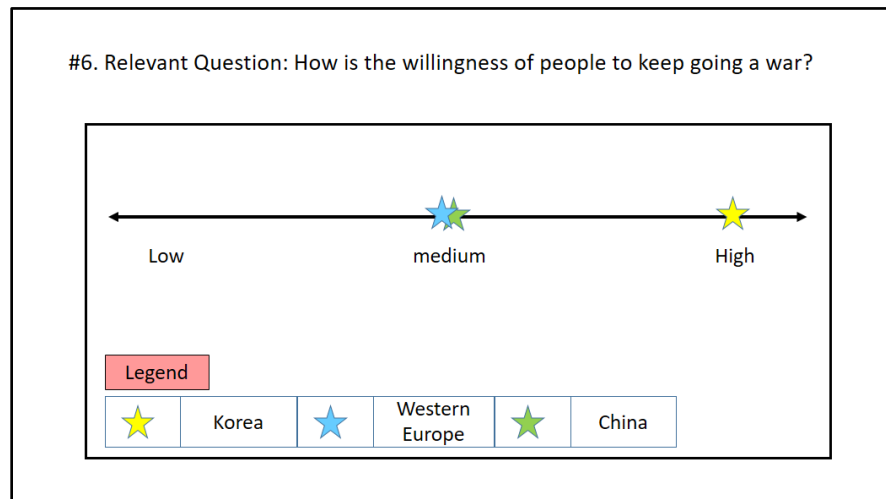 #6. Relevant Question: How is the willingness of people to keep going a war?
Low
medium
High
Legend
Korea
Western
Europe
China